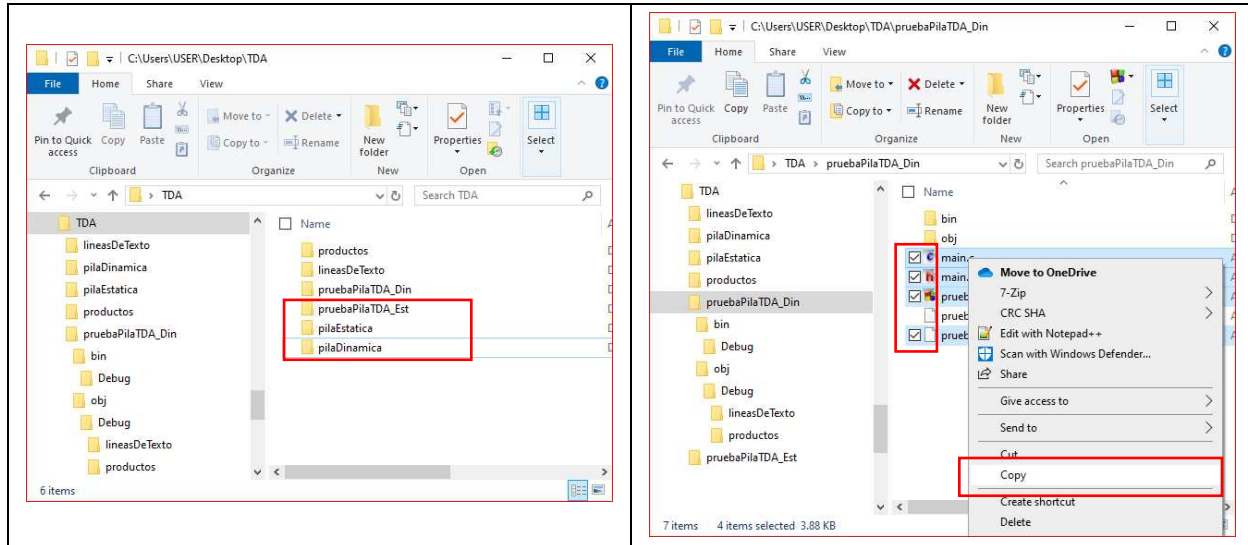 C:\Users\USER\Desktop\TDA
File Home Share View
Pin to Quick access
Copy
Paste
Move to
Copy to
Delete
Rename
New folder
Properties
Select
Clipboard
Organize
New
Open
TDA
Search TDA
TDA
lineasDeTexto
pilaDinamica
pilaEstatica
productos
pruebaPilaTDA_Din
bin
Debug
obj
Debug
lineasDeTexto
productos
Name
productos
lineasDeTexto
pruebaPilaTDA_Din
pruebaPilaTDA_Est
pilaEstatica
pilaDinamica
6 items
C:\Users\USER\Desktop\TDA\pruebaPilaTDA_Din
File Home Share View
Pin to Quick access
Copy
Paste
Move to
Copy to
Delete
Rename
New folder
Properties
Select
Clipboard
Organize
New
Open
TDA > pruebaPilaTDA_Din
Search pruebaPilaTDA_Din
TDA
lineasDeTexto
pilaDinamica
pilaEstatica
productos
pruebaPilaTDA_Din
bin
Debug
obj
Debug
lineasDeTexto
productos
pruebaPilaTDA_Est
Name
bin
obj
main.c
main.
prueb
prueb
prueb
Move to OneDrive
7-Zip
CRC SHA
Edit with Notepad++
Scan with Windows Defender...
Share
Give access to
Send to
Cut
Copy
Create shortcut
Delete
7 items 4 items selected 3.88 KB